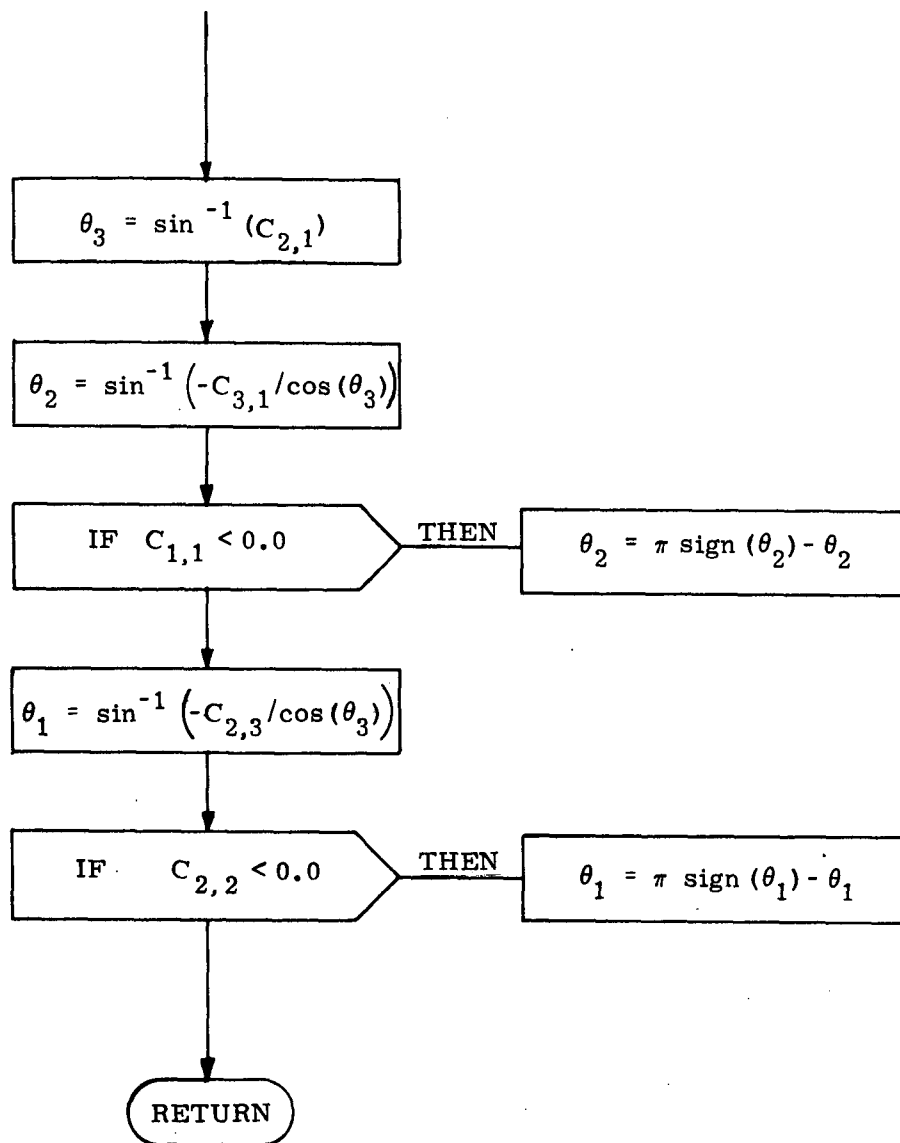 θ₃ = sin⁻¹ (C₂,₁)
θ₂ = sin⁻¹ (-C₃,₁/cos(θ₃))
IF C₁,₁ < 0.0
THEN
θ₂ = π sign (θ₂) - θ₂
θ₁ = sin⁻¹ (-C₂,₃/cos(θ₃))
IF C₂,₂ < 0.0
THEN
θ₁ = π sign (θ₁) - θ₁
RETURN